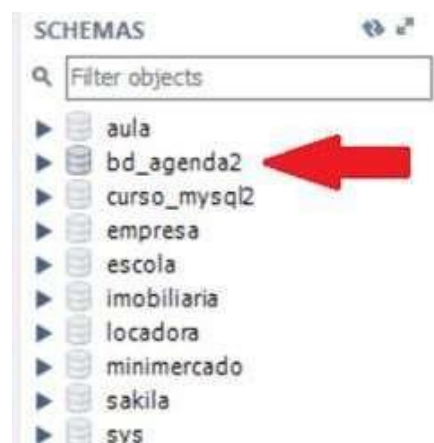 SCHEMAS
Filter objects
aula
bd_agenda2
curso_mysql2
empresa
escola
imobiliaria
locadora
minimercado
sakila
sys